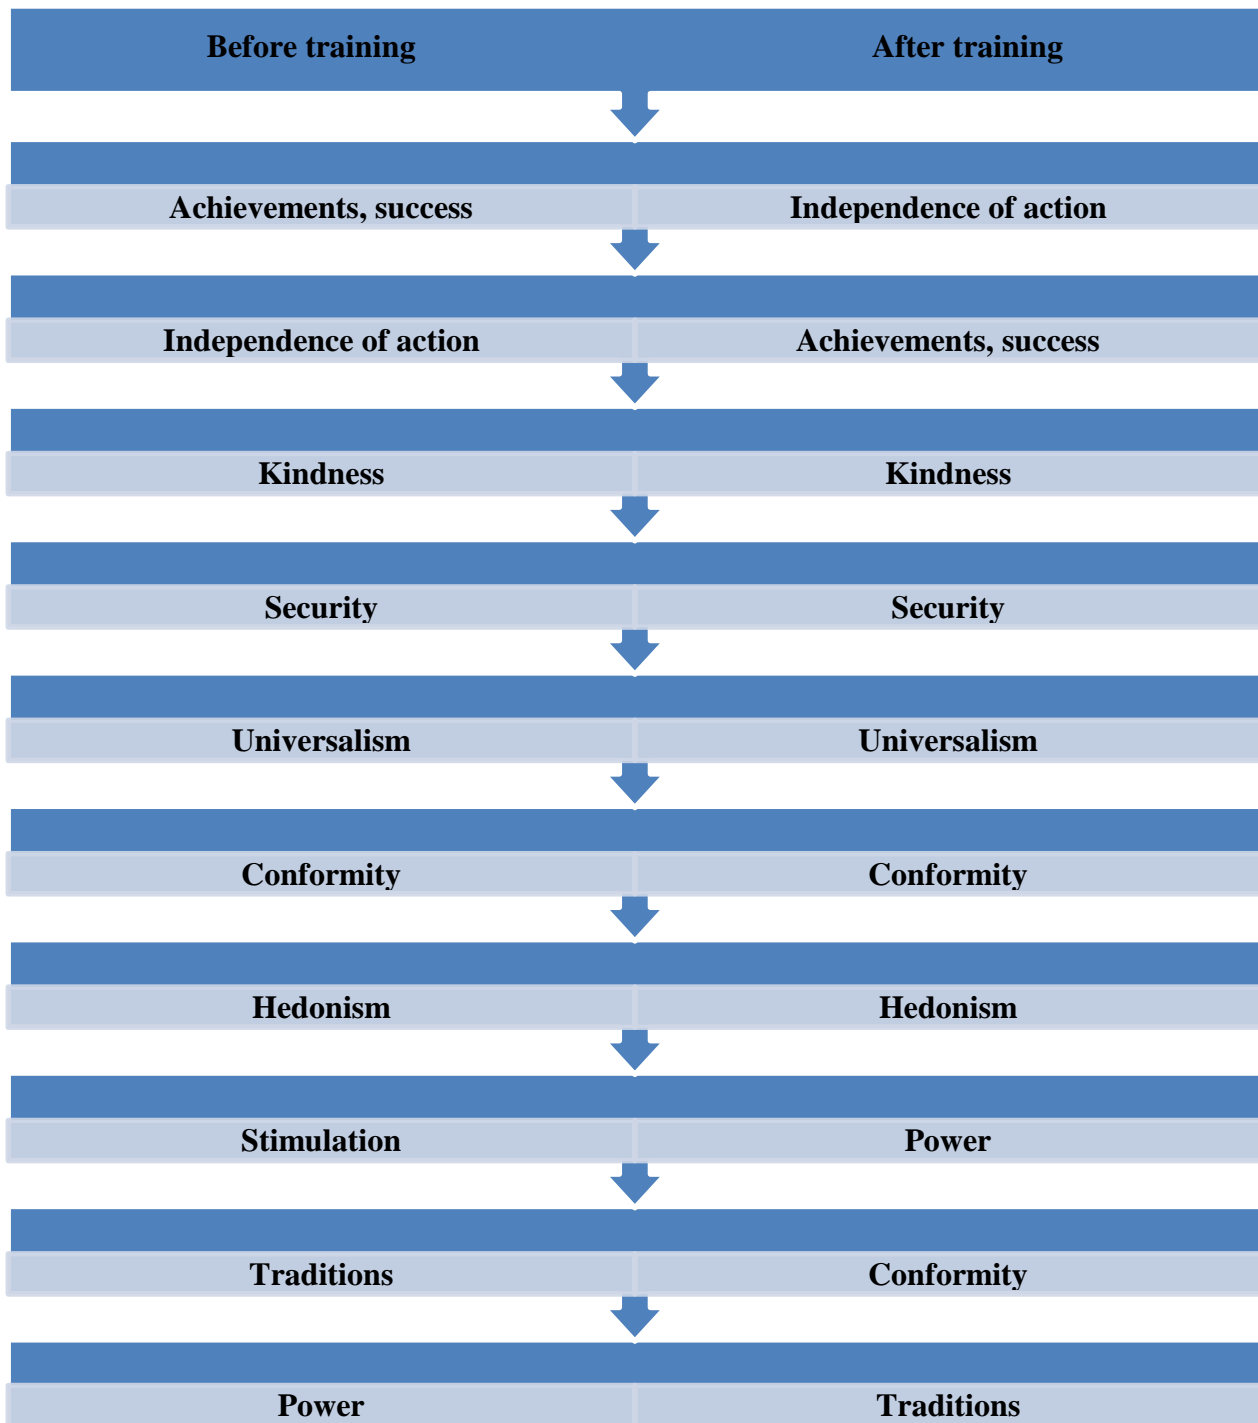 Before training After training
Achievements, success Independence of action
Independence of action Achievements, success
Kindness Kindness
Security Security
Universalism Universalism
Conformity Conformity
Hedonism Hedonism
Stimulation Power
Traditions Conformity
Power Traditions